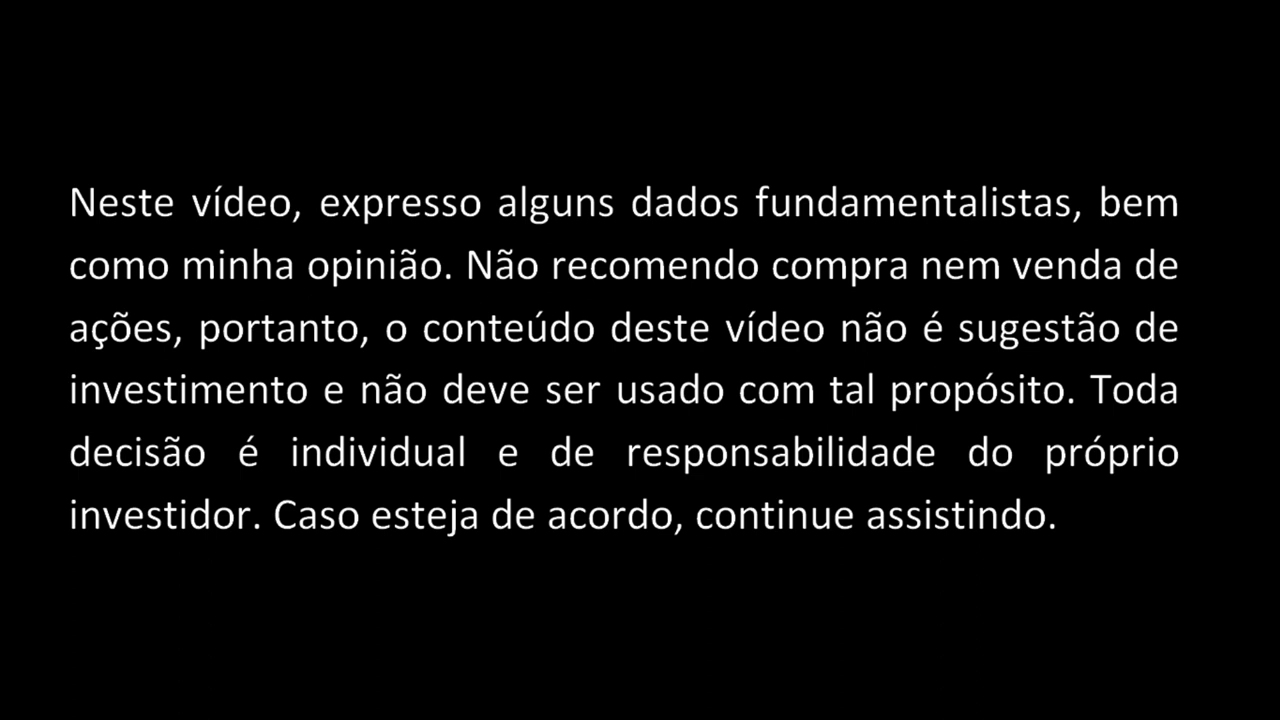 Neste vídeo, expresso alguns dados fundamentalistas, bem
como minha opinião. Não recomendo compra nem venda de
ações, portanto, o conteúdo deste vídeo não é sugestão de
investimento e não deve ser usado com tal propósito. Toda
decisão é individual e de responsabilidade do próprio
investidor. Caso esteja de acordo, continue assistindo.